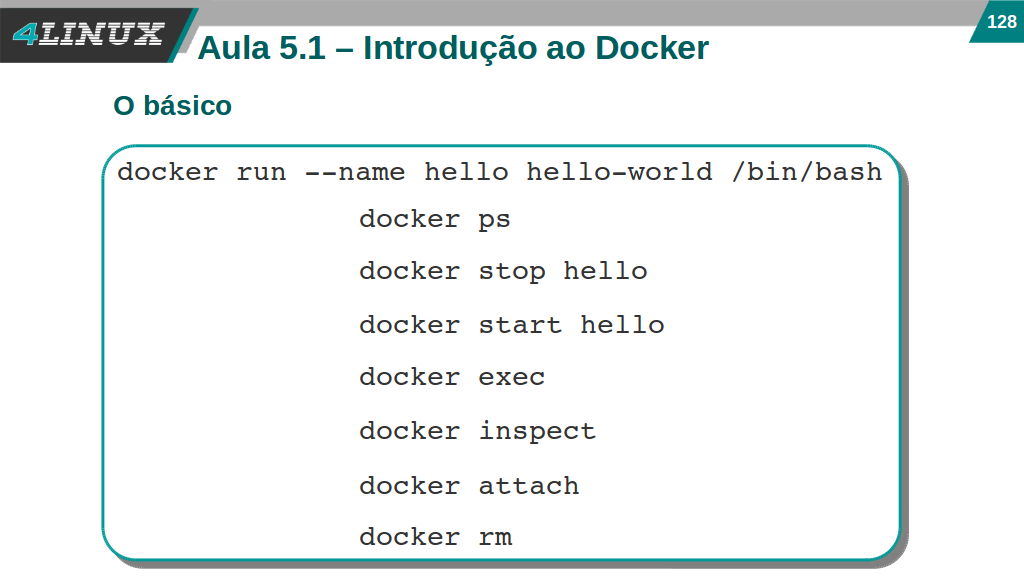 4LINUX
128
Aula 5.1 – Introdução ao Docker
O básico
docker run --name hello hello-world /bin/bash
docker ps
docker stop hello
docker start hello
docker exec
docker inspect
docker attach
docker rm